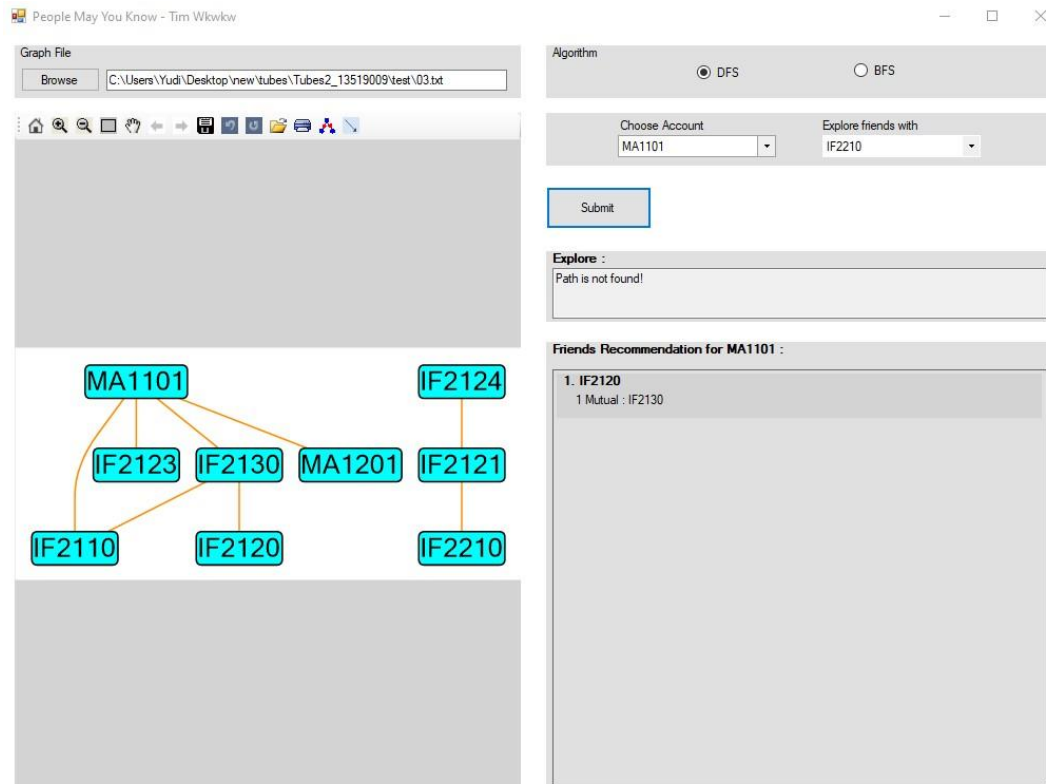 People May You Know - Tim Wkwkw
Graph File
Browse C:\Users\Yudi\Desktop\new\tubes\Tubes2_13519009\test\03.txt
Algorithm
DFS BFS
Choose Account Explore friends with
MA1101 IF2210
Submit
Explore :
Path is not found!
Friends Recommendation for MA1101 :
1. IF2120
1 Mutual : IF2130
MA1101 IF2124
IF2123 IF2130 MA1201 IF2121
IF2110 IF2120 IF2210